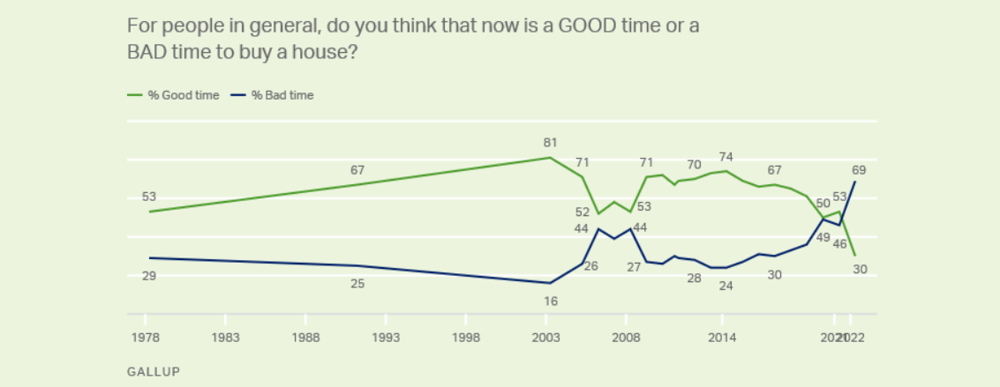 For people in general, do you think that now is a GOOD time or a
BAD time to buy a house?
% Good time % Bad time
81
67 71 71 70 74 67 69
53 52 53 50 53
44 44 49 46
29 25 26 27 28 24 30 30
16
1978 1983 1988 1993 1998 2003 2008 2014 2021 2022
GALLUP